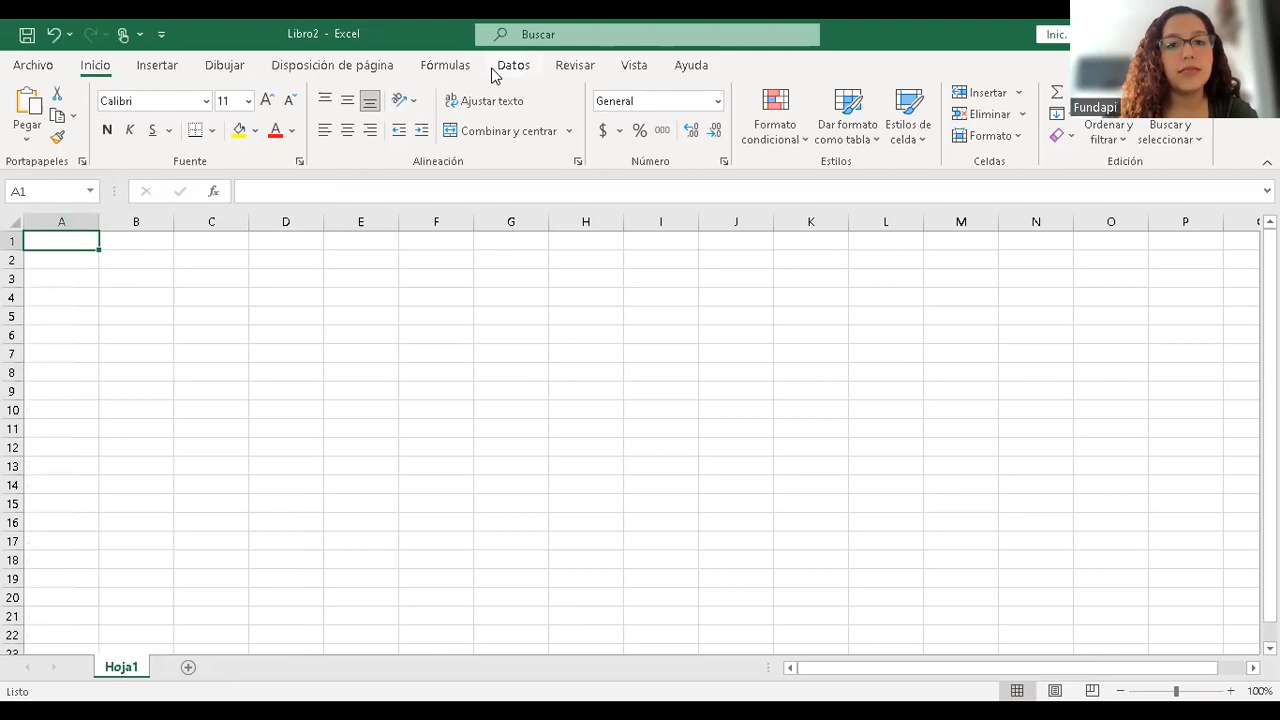 Libro2 - Excel
Buscar
Inic.
Archivo Inicio Insertar Dibujar Disposición de página Fórmulas Datos Revisar Vista Ayuda
Pegar
Portapapeles
Calibri 11
N K S
Fuente
Ajustar texto
Combinar y centrar
Alineación
General
$ % 000
Número
Formato condicional
Dar formato como tabla
Estilos de celda
Estilos
Insertar
Eliminar
Formato
Celdas
Ordenar y filtrar
Buscar y seleccionar
Edición
Fundapi
A1
fx
A B C D E F G H I J K L M N O P
1
2
3
4
5
6
7
8
9
10
11
12
13
14
15
16
17
18
19
20
21
22
23
Hoja1
Listo
100%